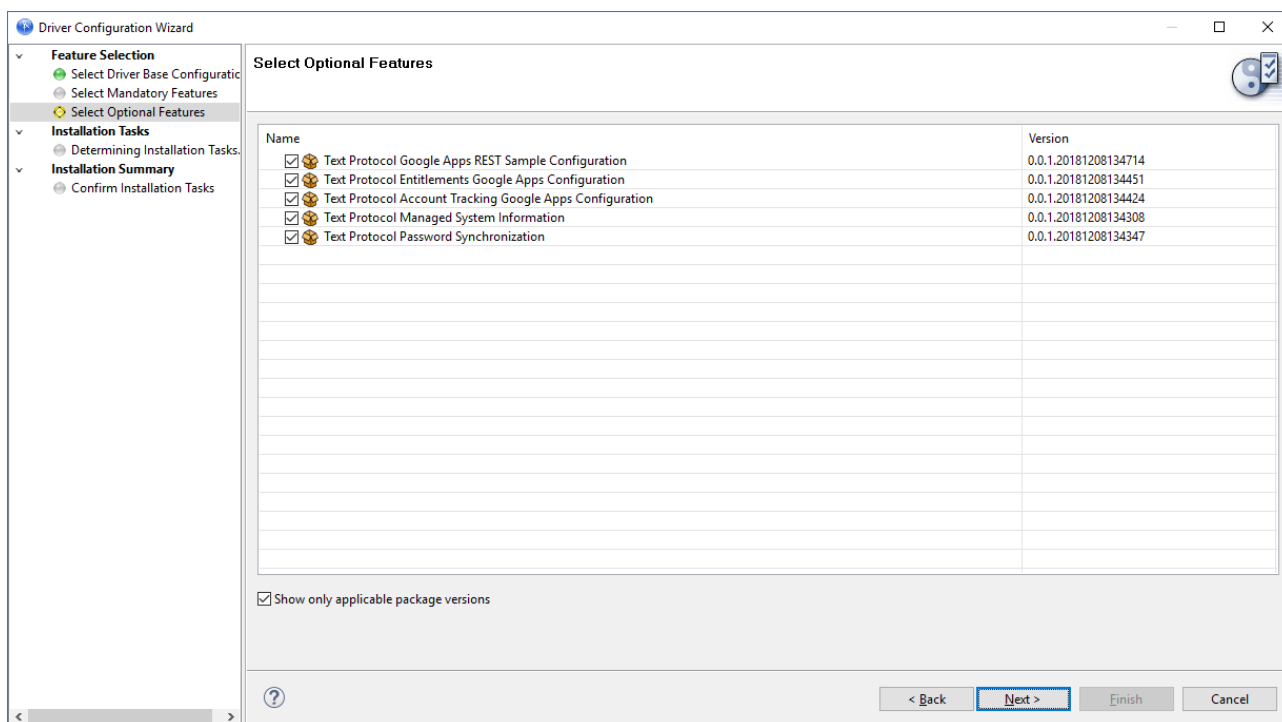 Driver Configuration Wizard
Feature Selection
Select Driver Base Configuratic
Select Mandatory Features
Select Optional Features
Installation Tasks
Determining Installation Tasks.
Installation Summary
Confirm Installation Tasks
Select Optional Features
Name Version
Text Protocol Google Apps REST Sample Configuration 0.0.1.20181208134714
Text Protocol Entitlements Google Apps Configuration 0.0.1.20181208134451
Text Protocol Account Tracking Google Apps Configuration 0.0.1.20181208134424
Text Protocol Managed System Information 0.0.1.20181208134308
Text Protocol Password Synchronization 0.0.1.20181208134347
Show only applicable package versions
? < Back Next > Finish Cancel